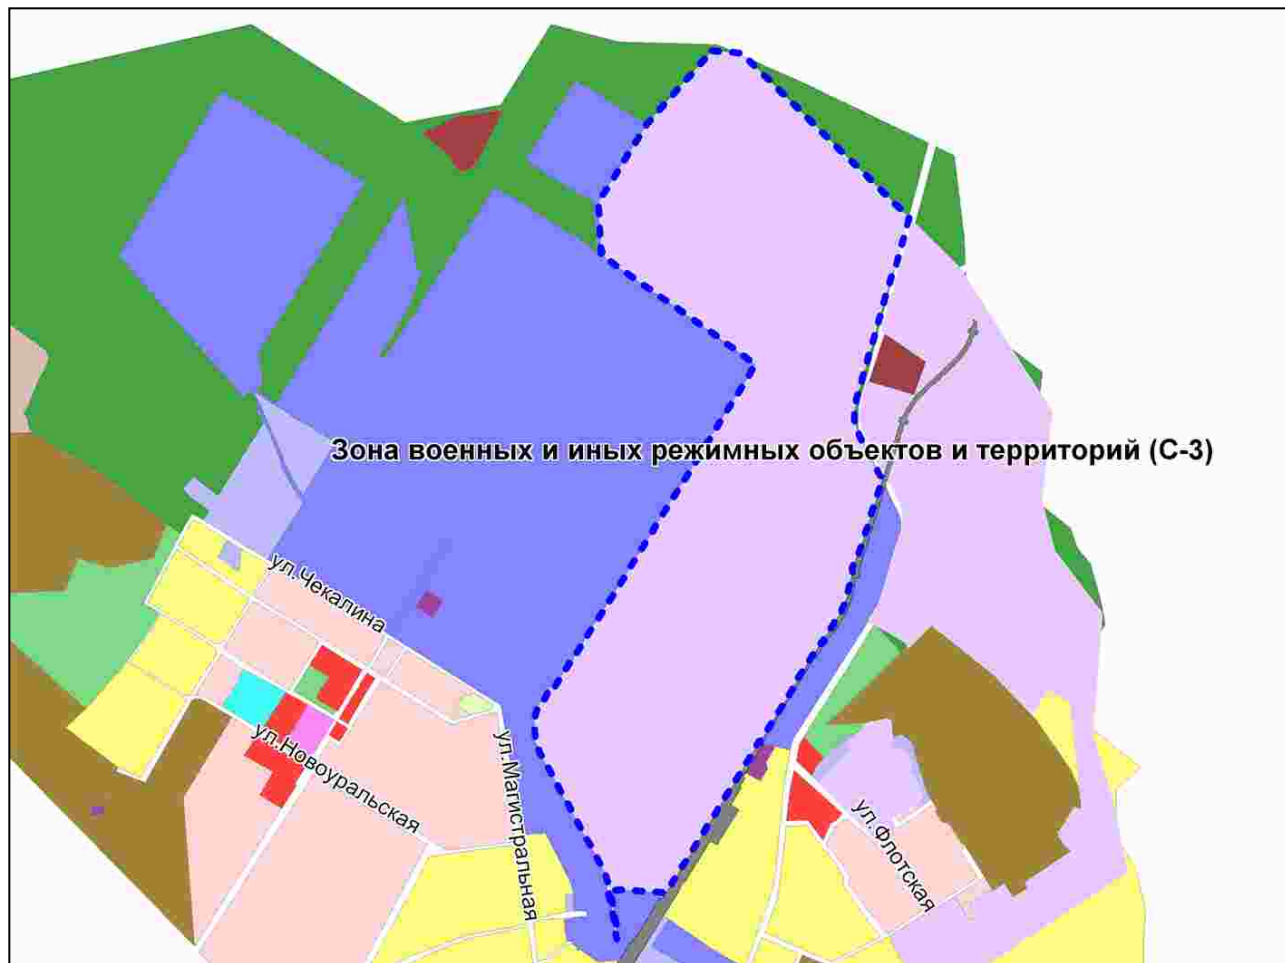 Зона военных и иных режимных объектов и территорий (С-3)
ул.Чекалина
ул.Новоуральская
ул.Магистральная
ул.Флотская